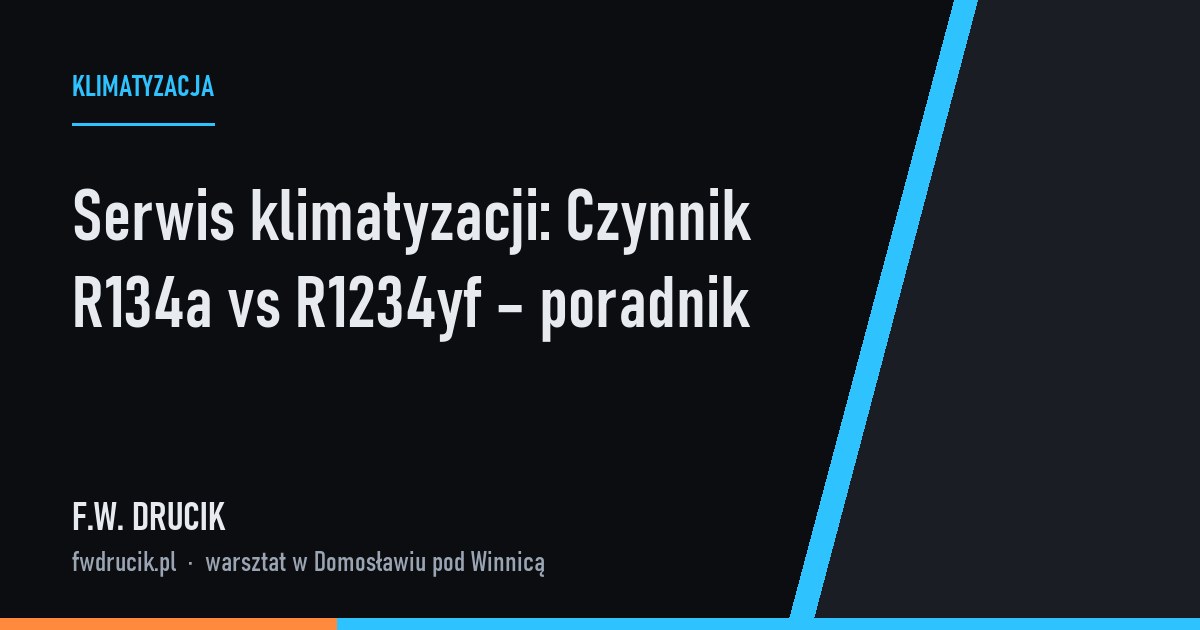 KLIMATYZACJA
Serwis klimatyzacji: Czynnik
R134a vs R1234yf – poradnik
F.W. DRUCIK
fwdrucik.pl · warsztat w Domosławiu pod Winnicą